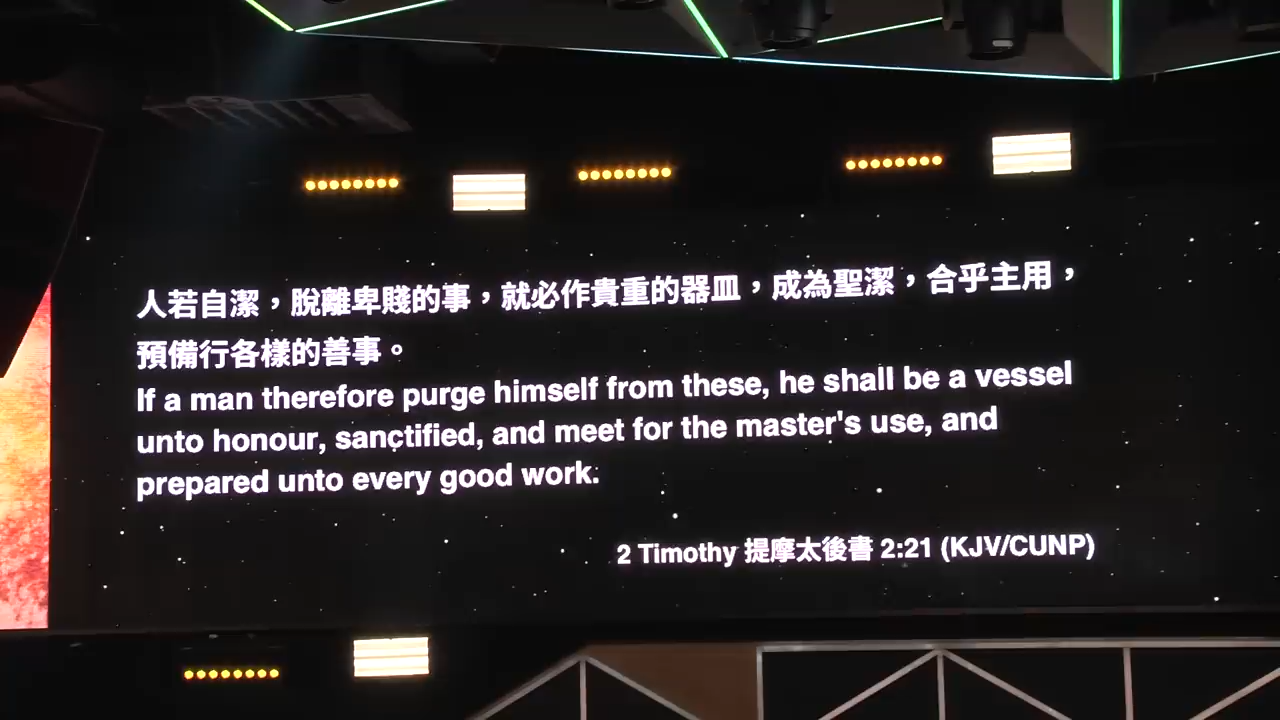 人若自潔，脫離卑賤的事，就必作貴重的器皿，成為聖潔，合乎主用，
預備行各樣的善事。
If a man therefore purge himself from these, he shall be a vessel
unto honour, sanctified, and meet for the master's use, and
prepared unto every good work.
2 Timothy 提摩太後書 2:21 (KJV/CUNP)